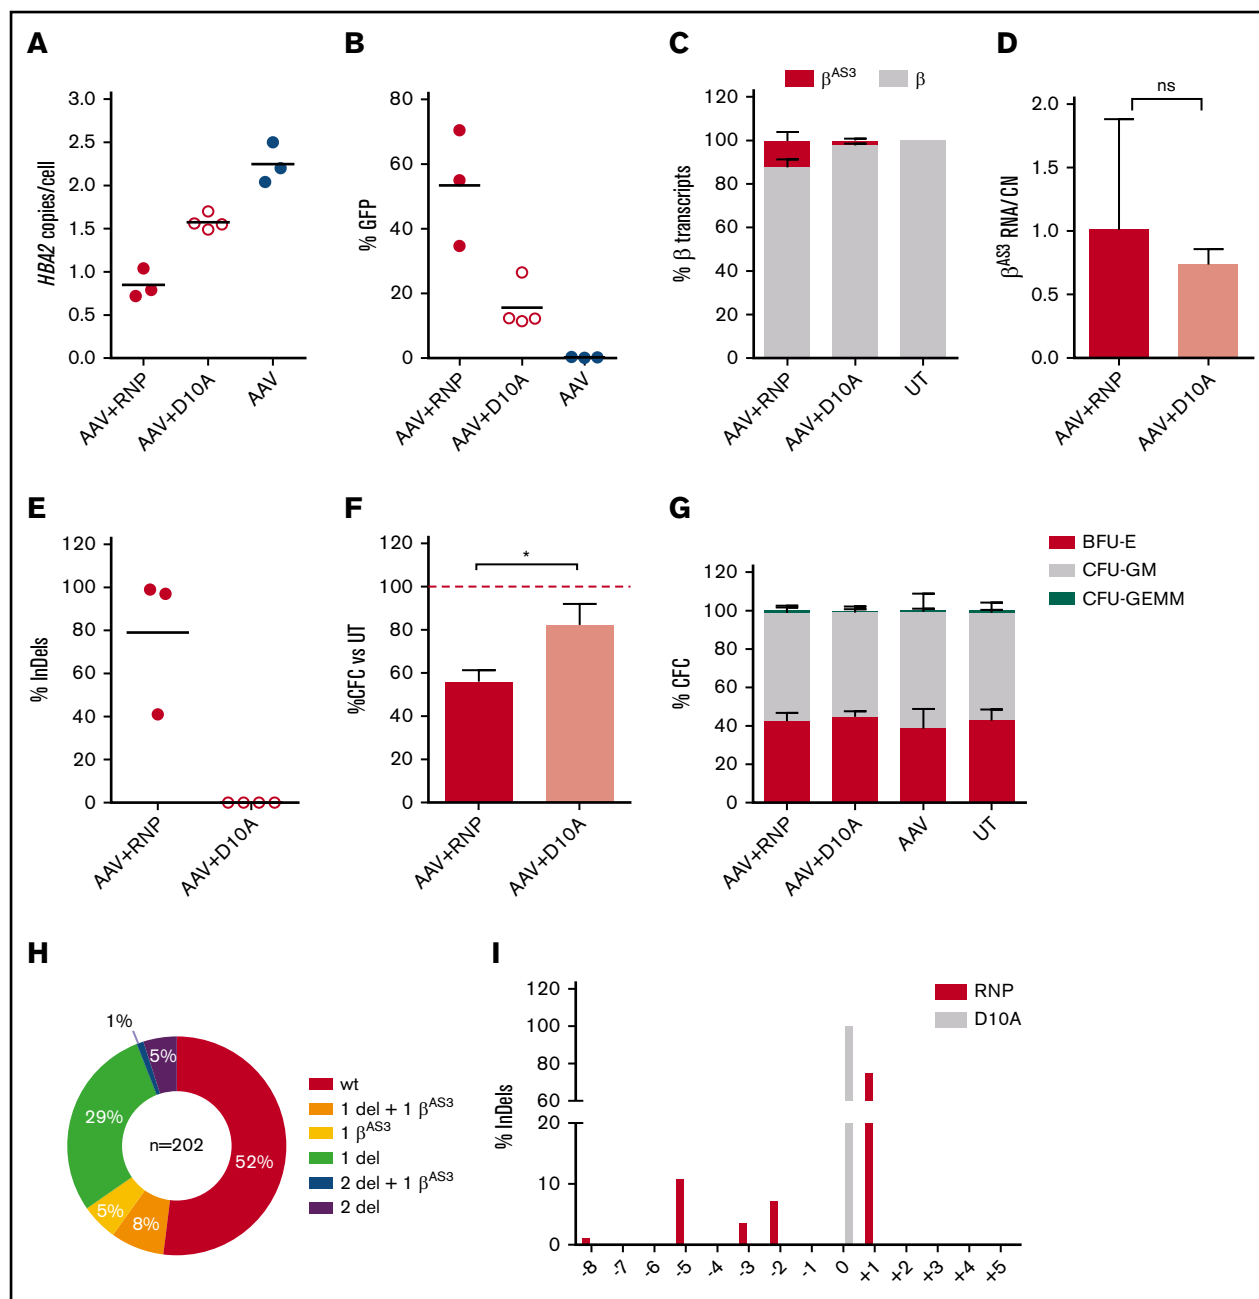 A
3.0
2.5
2.0
1.5
1.0
0.5
0.0
HBA2 copies/cell
AAV+RNP
AAV+D10A
AAV
B
80
60
40
20
0
% GFP
AAV+RNP
AAV+D10A
AAV
C
β^AS3
β
120
100
80
60
40
20
0
% β transcripts
AAV+RNP
AAV+D10A
UT
D
ns
2.0
1.5
1.0
0.5
0.0
β^AS3 RNA/CN
AAV+RNP
AAV+D10A
E
120
100
80
60
40
20
0
% InDels
AAV+RNP
AAV+D10A
F
*
120
100
80
60
40
20
0
%CFC vs UT
AAV+RNP
AAV+D10A
G
120
100
80
60
40
20
0
% CFC
AAV+RNP
AAV+D10A
AAV
UT
BFU-E
CFU-GM
CFU-GEMM
H
1%
5%
29%
n=202
52%
5%
8%
wt
1 del + 1 β^AS3
1 β^AS3
1 del
2 del + 1 β^AS3
2 del
I
120
100
80
60
20
10
0
% InDels
RNP
D10A
-8 -7 -6 -5 -4 -3 -2 -1 0 +1 +2 +3 +4 +5